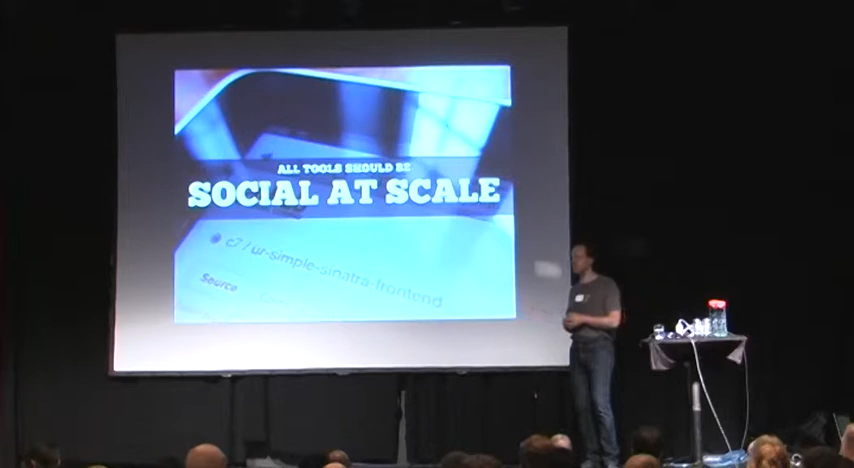 ALL TOOLS SHOULD BE
SOCIAL AT SCALE
c7 / ur-simple-sinatra-frontend
Source